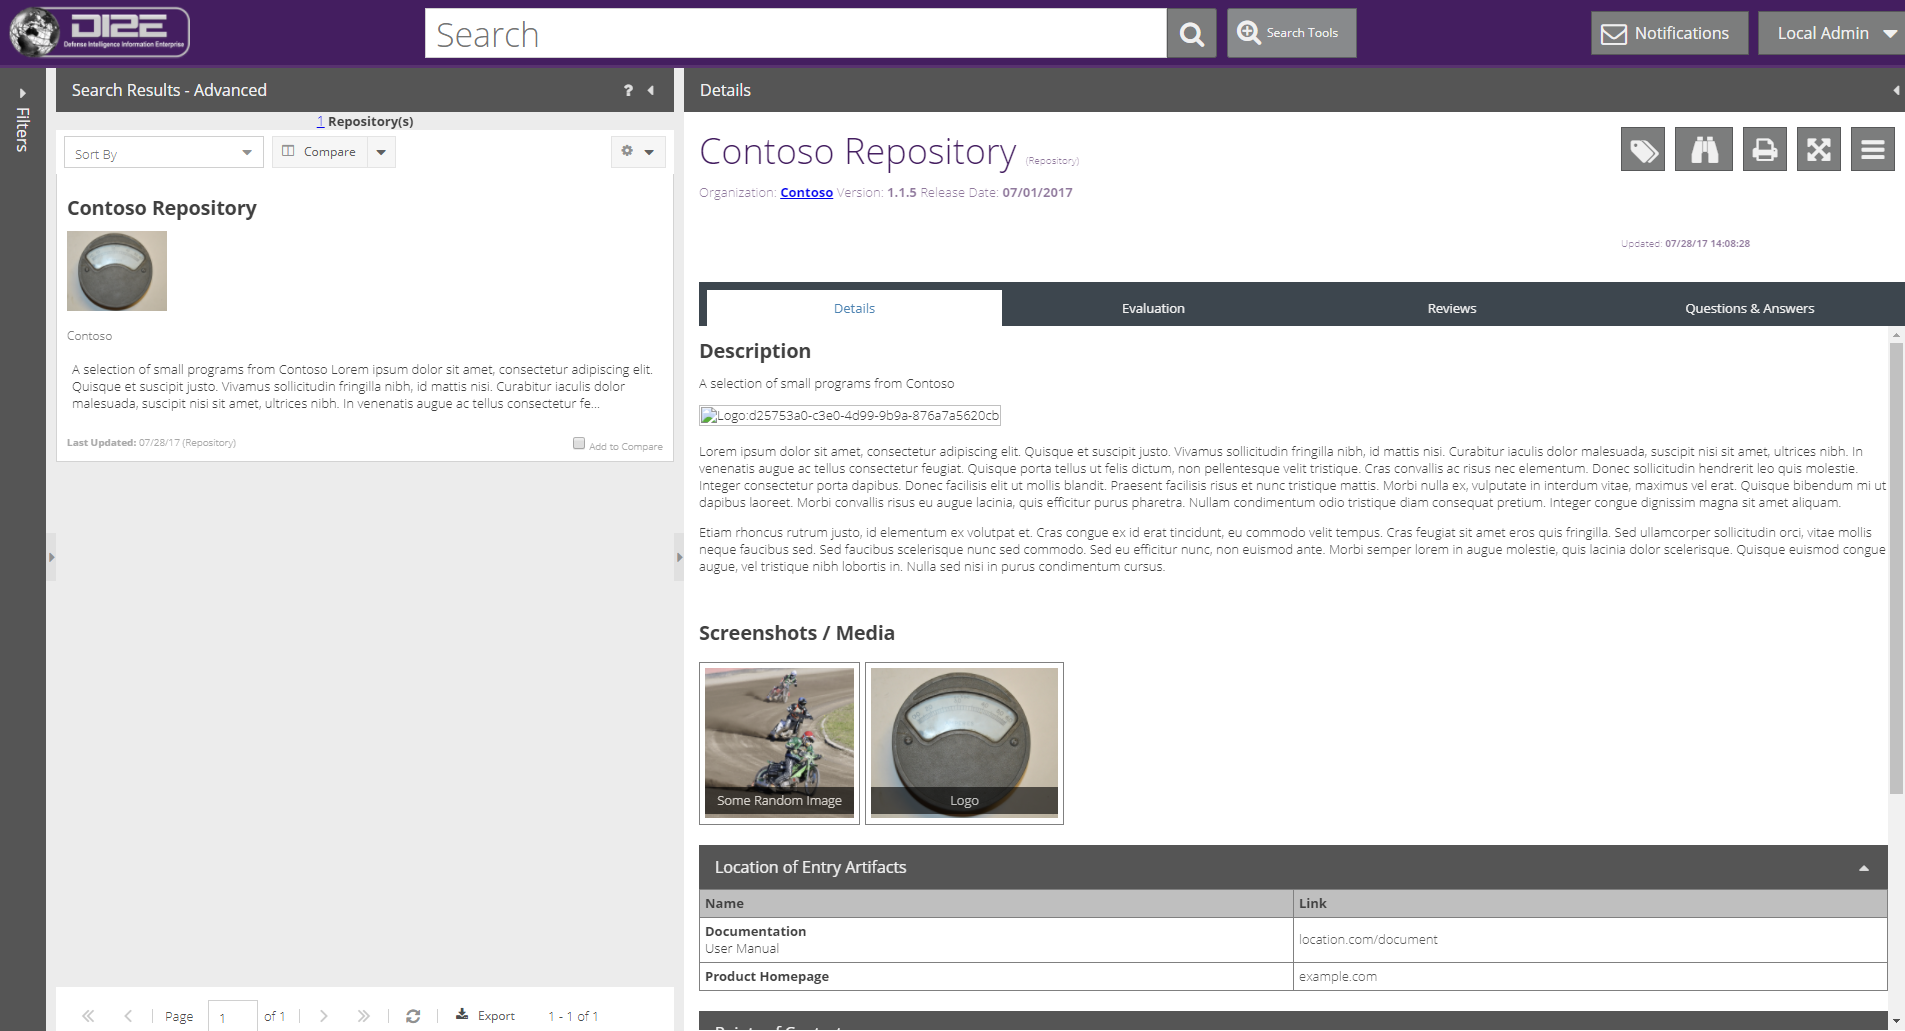 DI2E
Defense Intelligence Information Enterprise
Search
Search Tools
Notifications
Local Admin
Filters
Search Results - Advanced
?
1 Repository(s)
Sort By
Compare
Contoso Repository
Contoso
A selection of small programs from Contoso Lorem ipsum dolor sit amet, consectetur adipiscing elit.
Quisque et suscipit justo. Vivamus sollicitudin fringilla nibh, id mattis nisi. Curabitur iaculis dolor
malesuada, suscipit nisi sit amet, ultrices nibh. In venenatis augue ac tellus consectetur fe...
Last Updated: 07/28/17 (Repository)
Add to Compare
Page 1 of 1
Export
1 - 1 of 1
Details
Contoso Repository (Repository)
Organization: Contoso Version: 1.1.5 Release Date: 07/01/2017
Updated: 07/28/17 14:08:28
Details
Evaluation
Reviews
Questions & Answers
Description
A selection of small programs from Contoso
Logo:d25753a0-c3e0-4d99-9b9a-876a7a5620cb
Lorem ipsum dolor sit amet, consectetur adipiscing elit. Quisque et suscipit justo. Vivamus sollicitudin fringilla nibh, id mattis nisi. Curabitur iaculis dolor malesuada, suscipit nisi sit amet, ultrices nibh. In
venenatis augue ac tellus consectetur feugiat. Quisque porta tellus ut felis dictum, non pellentesque velit tristique. Cras convallis ac risus nec elementum. Donec sollicitudin hendrerit leo quis molestie.
Integer consectetur porta dapibus. Donec facilisis elit ut mollis blandit. Praesent facilisis risus et nunc tristique mattis. Morbi nulla ex, vulputate in interdum vitae, maximus vel erat. Quisque bibendum mi ut
dapibus laoreet. Morbi convallis risus eu augue lacinia, quis efficitur purus pharetra. Nullam condimentum odio tristique diam consequat pretium. Integer congue dignissim magna sit amet aliquam.
Etiam rhoncus rutrum justo, id elementum ex volutpat et. Cras congue ex id erat tincidunt, eu commodo velit tempus. Cras feugiat sit amet eros quis fringilla. Sed ullamcorper sollicitudin orci, vitae mollis
neque faucibus sed. Sed faucibus scelerisque nunc sed commodo. Sed eu efficitur nunc, non euismod ante. Morbi semper lorem in augue molestie, quis lacinia dolor scelerisque. Quisque euismod congue
augue, vel tristique nibh lobortis in. Nulla sed nisi in purus condimentum cursus.
Screenshots / Media
Some Random Image
Logo
Location of Entry Artifacts
Name
Link
Documentation
User Manual
location.com/document
Product Homepage
example.com